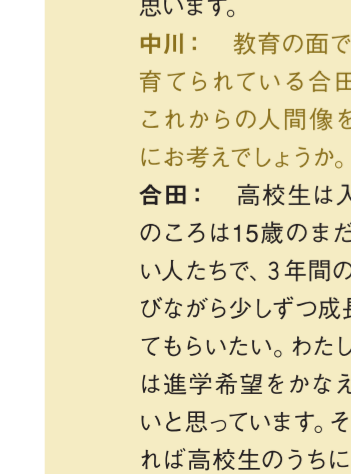 思います。
中川： 教育の面で
育てられている合田
これからの人間像を
にお考えでしょうか。
合田： 高校生は入
のころは15歳のまだ
い人たちで、3年間の
びながら少しずつ成長
てもらいたい。わたし
は進学希望をかなえ
いと思っています。そ
れば高校生のうちに